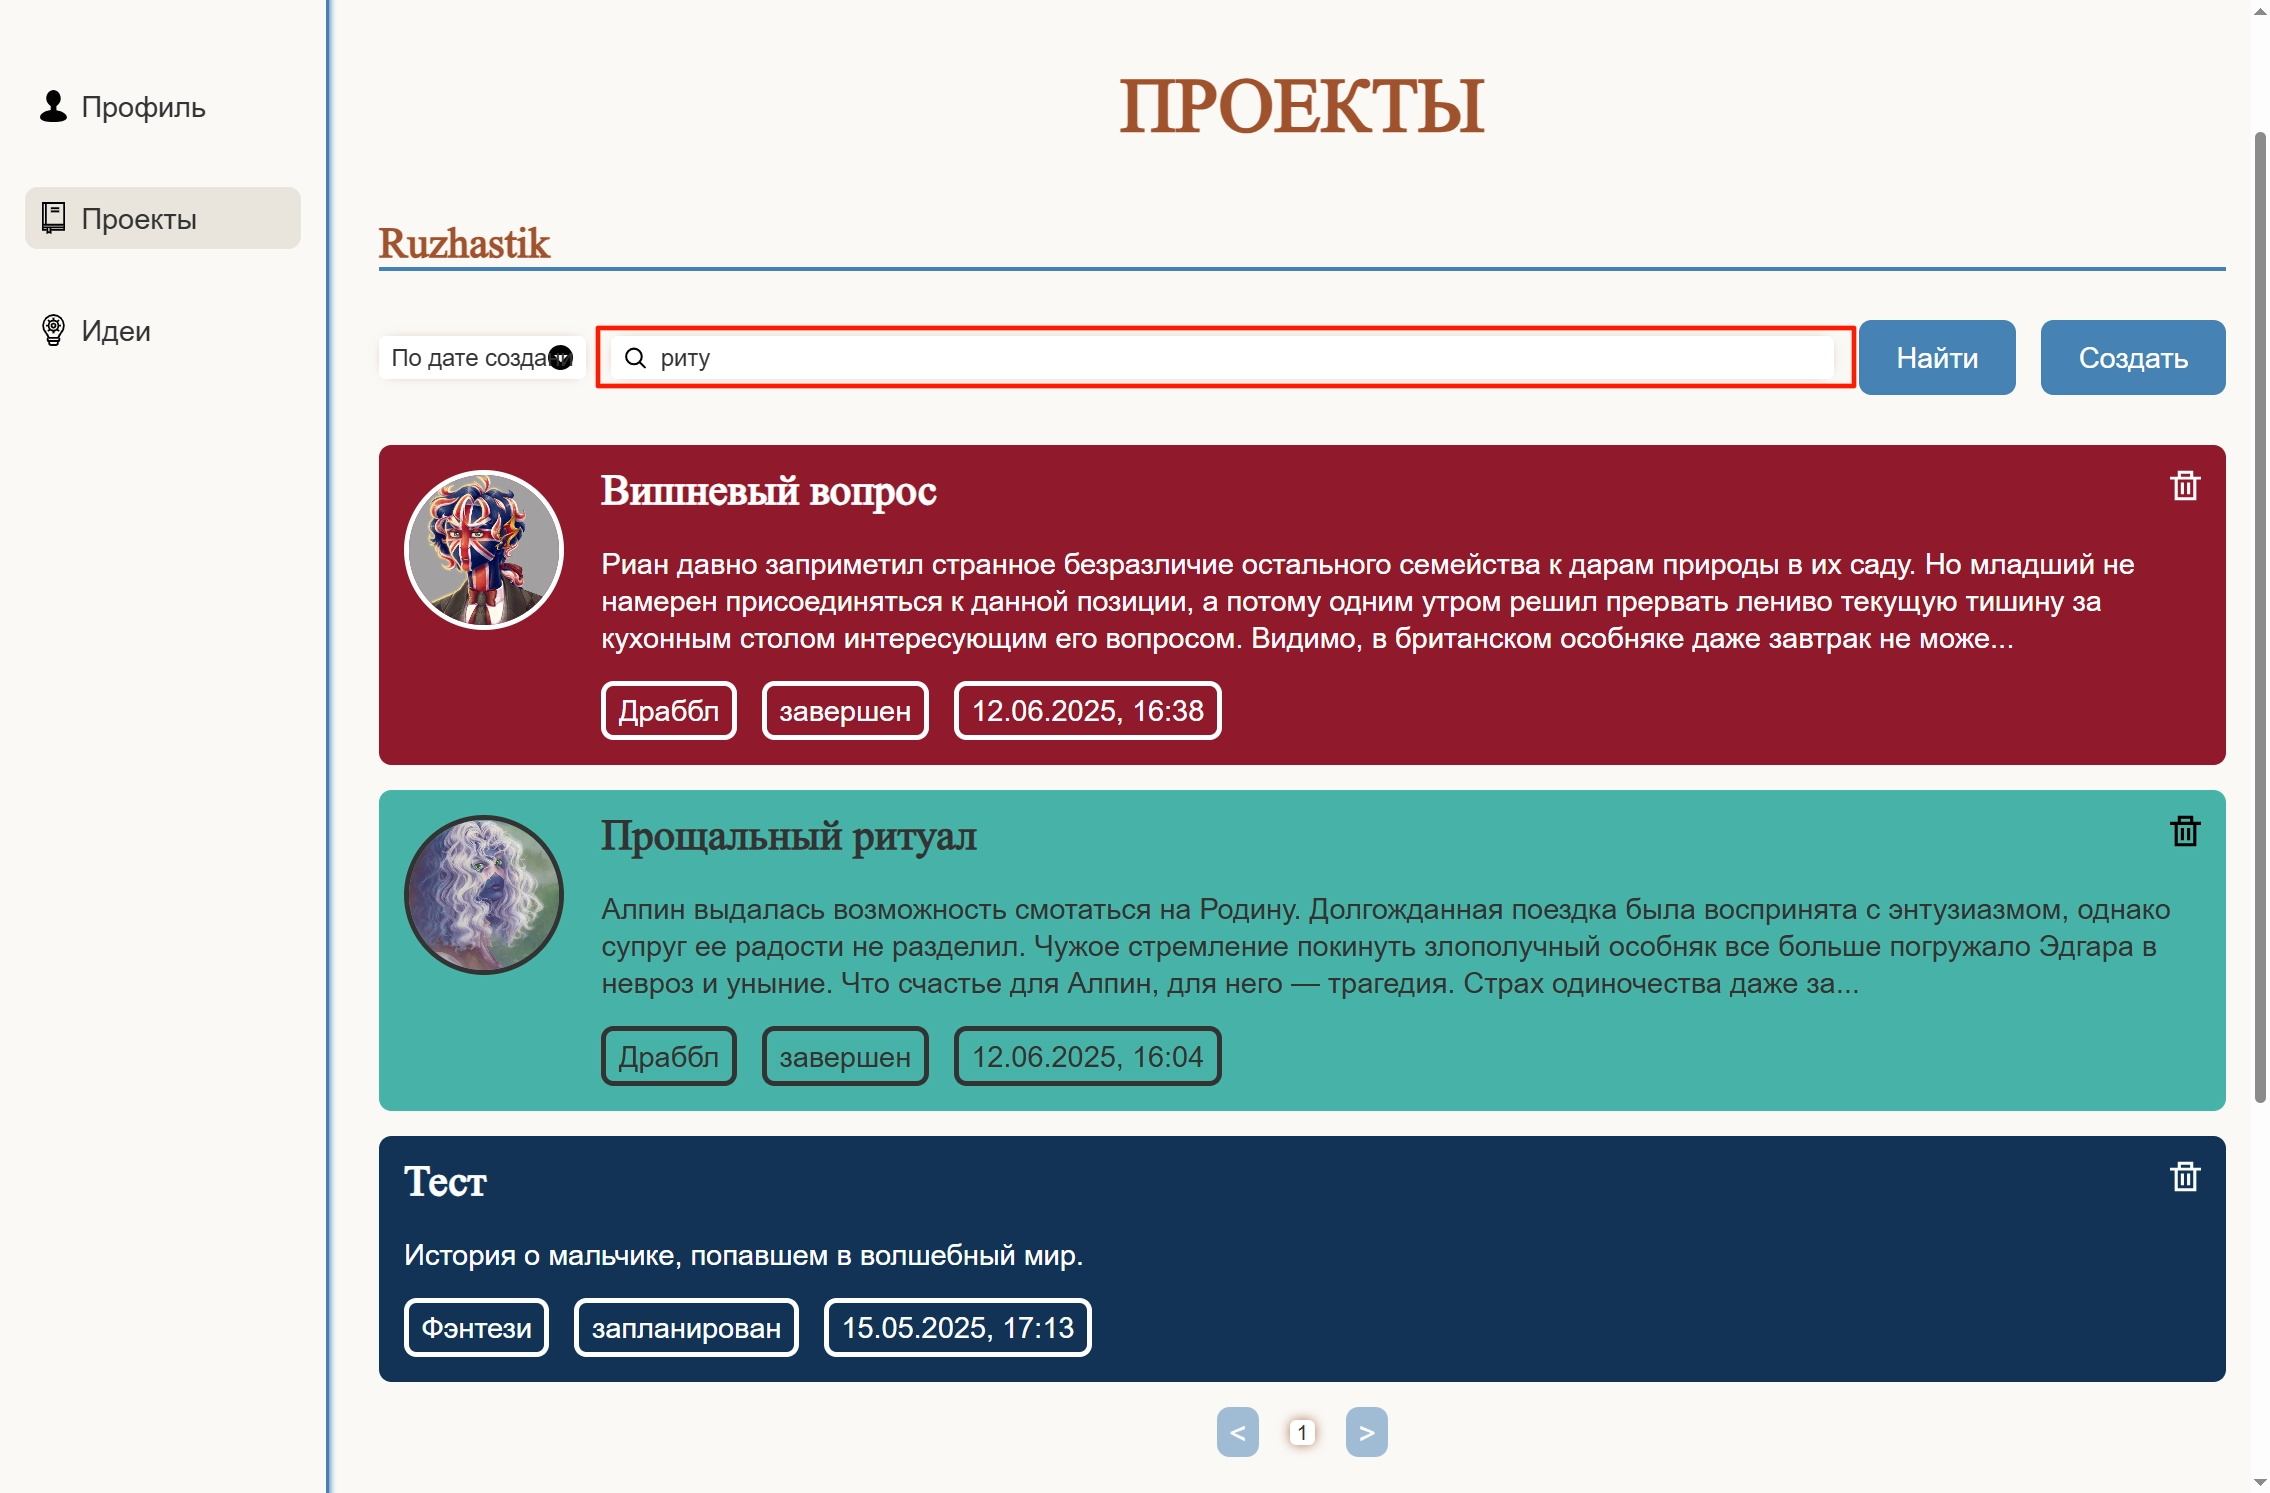 Профиль
Проекты
Идеи
ПРОЕКТЫ
Ruzhastik
По дате создани
риту
Найти
Создать
Вишневый вопрос
Риан давно заприметил странное безразличие остального семейства к дарам природы в их саду. Но младший не
намерен присоединяться к данной позиции, а потому одним утром решил прервать лениво текущую тишину за
кухонным столом интересующим его вопросом. Видимо, в британском особняке даже завтрак не може...
Драббл
завершен
12.06.2025, 16:38
Прощальный ритуал
Алпин выдалась возможность смотаться на Родину. Долгожданная поездка была воспринята с энтузиазмом, однако
супруг ее радости не разделил. Чужое стремление покинуть злополучный особняк все больше погружало Эдгара в
невроз и уныние. Что счастье для Алпин, для него — трагедия. Страх одиночества даже за...
Драббл
завершен
12.06.2025, 16:04
Тест
История о мальчике, попавшем в волшебный мир.
Фэнтези
запланирован
15.05.2025, 17:13
< 1 >